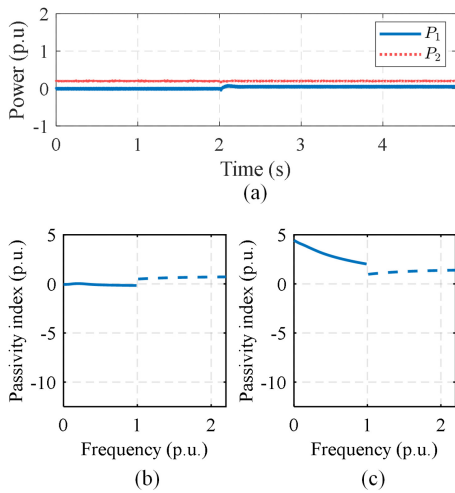 Power (p.u)
2
1
0
-1
P₁
P₂
0 1 2 3 4
Time (s)
(a)
Passivity index (p.u.)
5
0
-5
-10
0 1 2
Frequency (p.u.)
(b)
Passivity index (p.u.)
5
0
-5
-10
0 1 2
Frequency (p.u.)
(c)